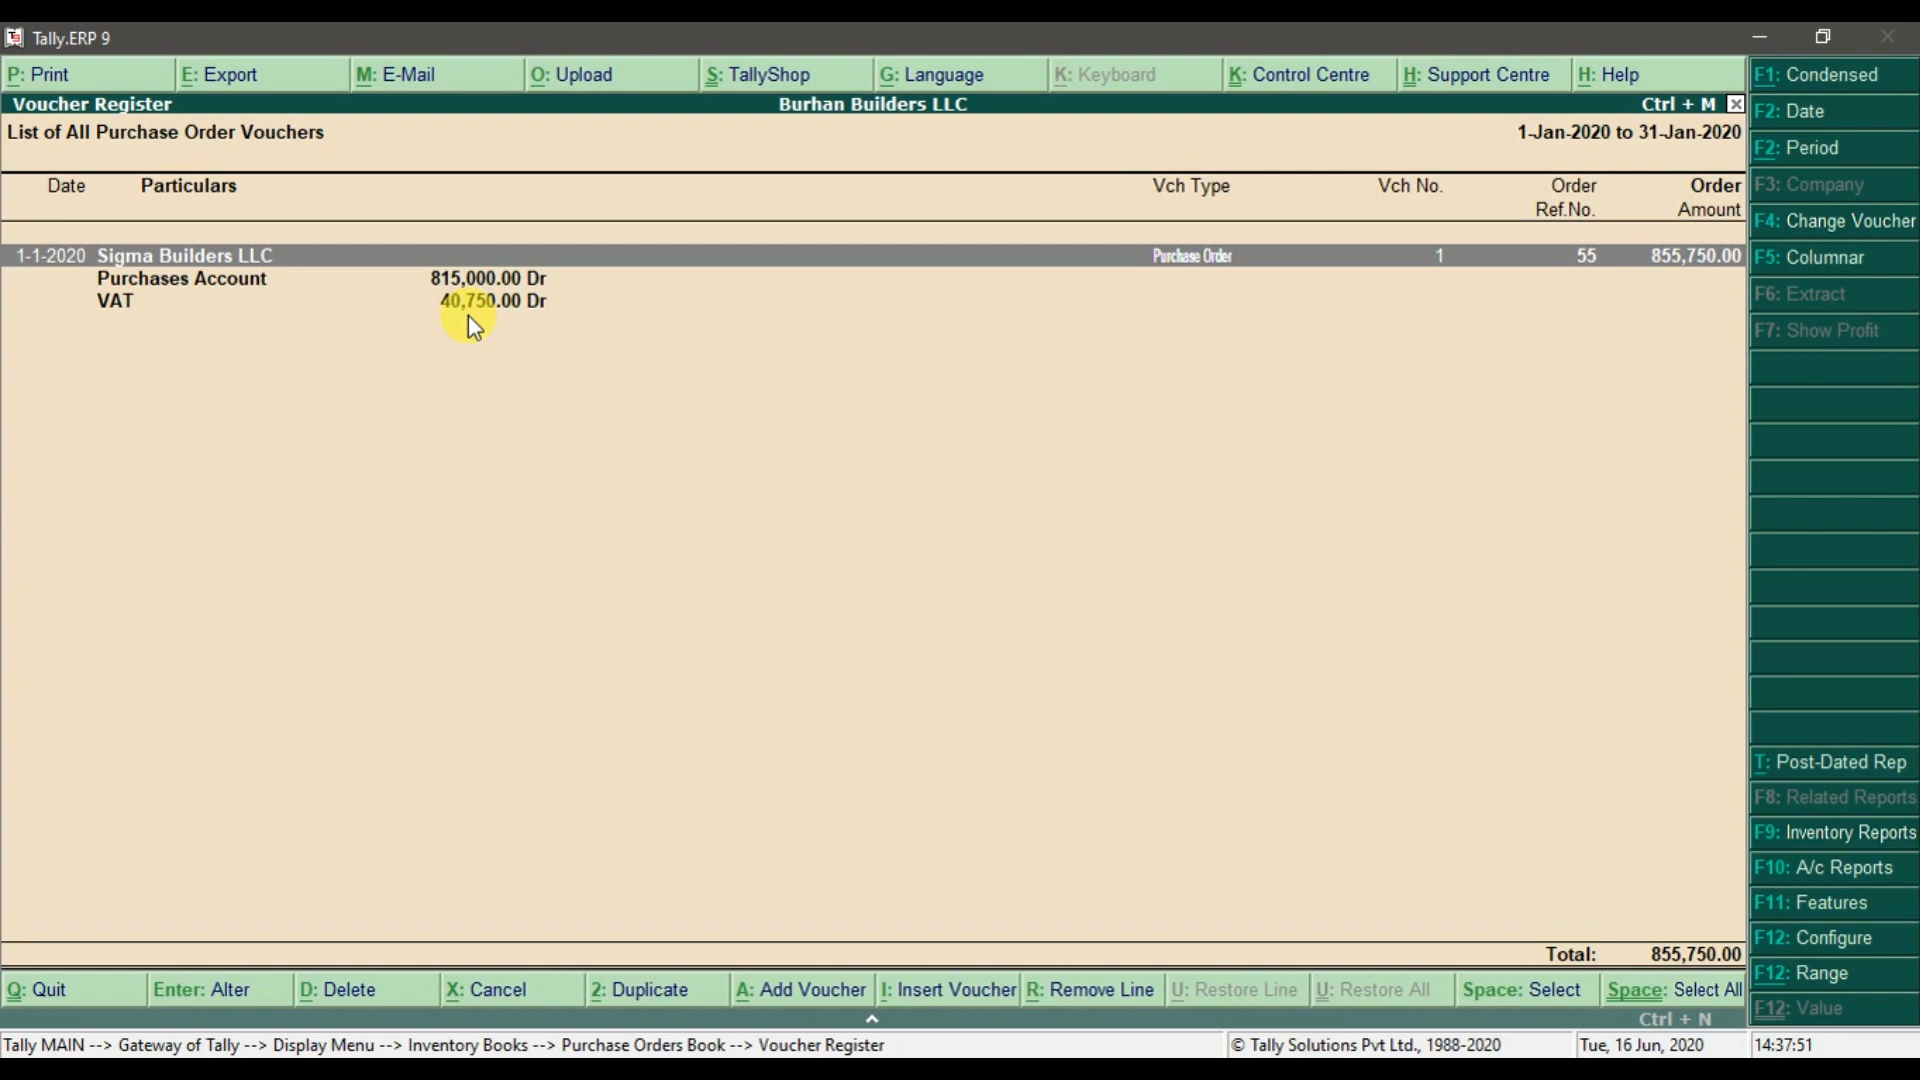 Tally.ERP 9
P: Print E: Export M: E-Mail O: Upload S: TallyShop G: Language K: Keyboard K: Control Centre H: Support Centre H: Help
Voucher Register Burhan Builders LLC Ctrl + M
List of All Purchase Order Vouchers 1-Jan-2020 to 31-Jan-2020
Date Particulars Vch Type Vch No. Order Order
Ref.No. Amount
1-1-2020 Sigma Builders LLC Purchase Order 1 55 855,750.00
Purchases Account 815,000.00 Dr
VAT 40,750.00 Dr
Total: 855,750.00
F1: Condensed
F2: Date
F2: Period
F3: Company
F4: Change Voucher
F5: Columnar
F6: Extract
F7: Show Profit
T: Post-Dated Rep
F8: Related Reports
F9: Inventory Reports
F10: A/c Reports
F11: Features
F12: Configure
F12: Range
F12: Value
Q: Quit Enter: Alter D: Delete X: Cancel 2: Duplicate A: Add Voucher I: Insert Voucher R: Remove Line U: Restore Line U: Restore All Space: Select Space: Select All
Ctrl + N
Tally MAIN --> Gateway of Tally --> Display Menu --> Inventory Books --> Purchase Orders Book --> Voucher Register © Tally Solutions Pvt Ltd., 1988-2020 Tue, 16 Jun, 2020 14:37:51